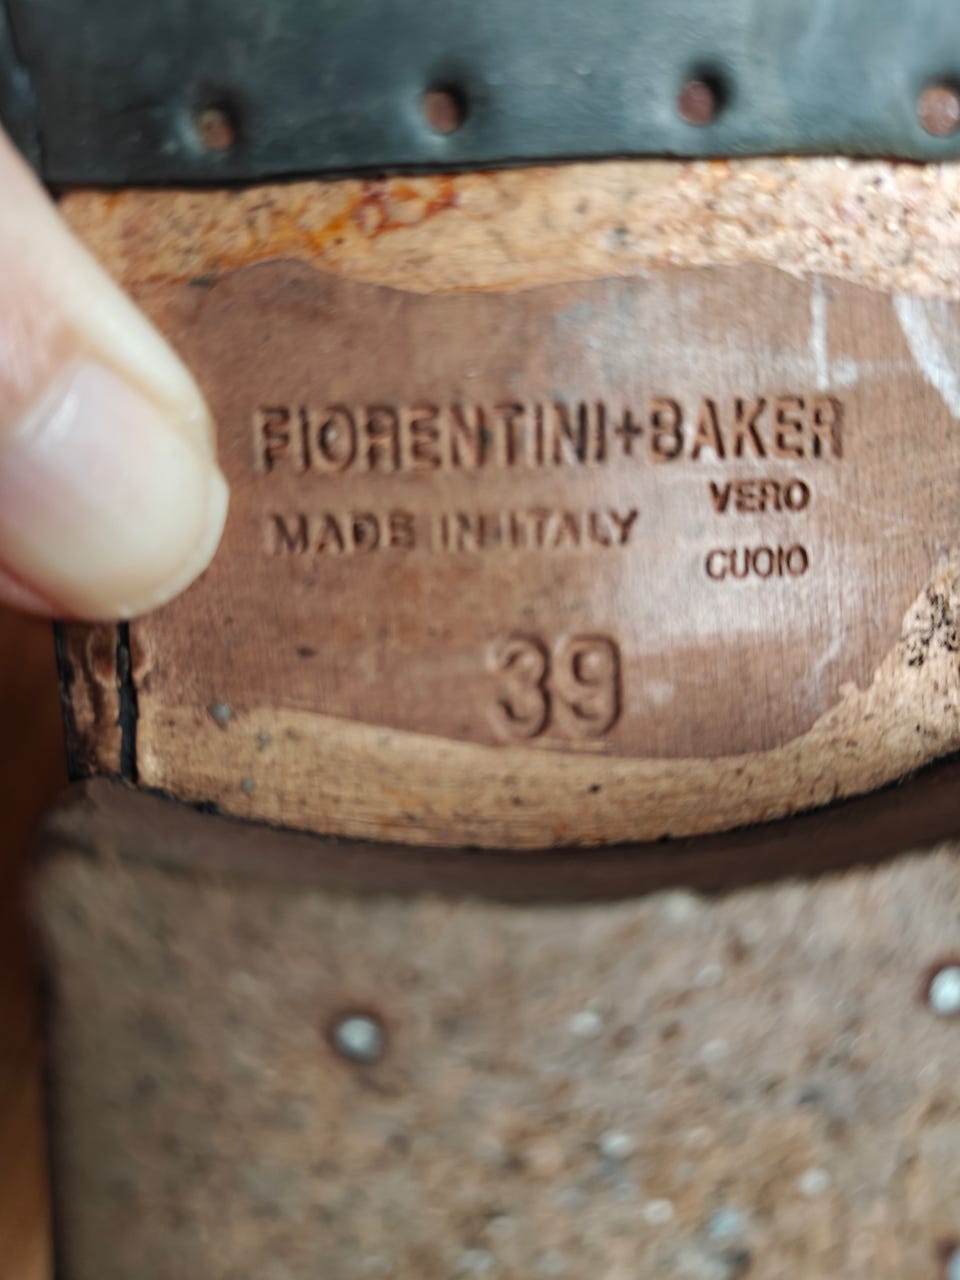 FIORENTINI+BAKER
MADE IN ITALY
VERO
CUOIO
39